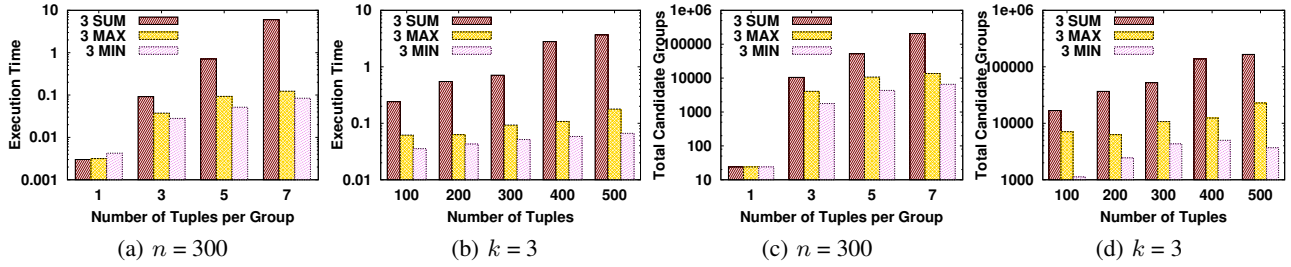 10
1
0.1
0.01
0.001
Execution Time
3 SUM
3 MAX
3 MIN
1 3 5 7
Number of Tuples per Group
(a) n = 300
10
1
0.1
0.01
Execution Time
3 SUM
3 MAX
3 MIN
100 200 300 400 500
Number of Tuples
(b) k = 3
1e+06
100000
10000
1000
100
10
Total Candidate Groups
3 SUM
3 MAX
3 MIN
1 3 5 7
Number of Tuples per Group
(c) n = 300
1e+06
100000
10000
1000
Total Candidate Groups
3 SUM
3 MAX
3 MIN
100 200 300 400 500
Number of Tuples
(d) k = 3